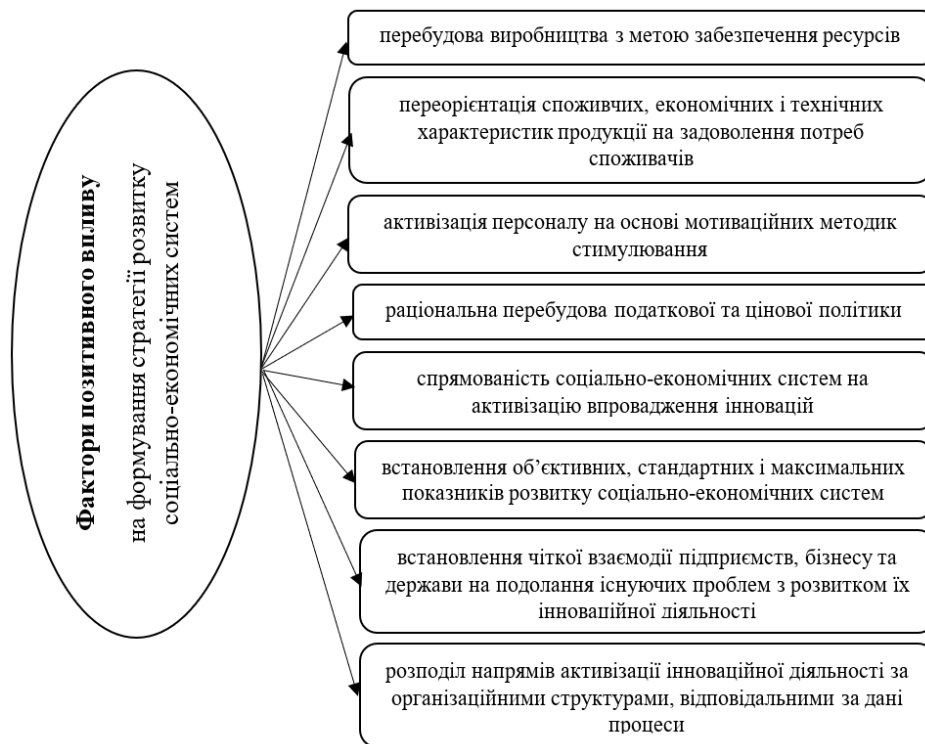 Фактори позитивного впливу
на формування стратегії розвитку
соціально-економічних систем
перебудова виробництва з метою забезпечення ресурсів
переорієнтація споживчих, економічних і технічних
характеристик продукції на задоволення потреб
споживачів
активізація персоналу на основі мотиваційних методик
стимулювання
раціональна перебудова податкової та цінової політики
спрямованість соціально-економічних систем на
активізацію впровадження інновацій
встановлення об’єктивних, стандартних і максимальних
показників розвитку соціально-економічних систем
встановлення чіткої взаємодії підприємств, бізнесу та
держави на подолання існуючих проблем з розвитком їх
інноваційної діяльності
розподіл напрямів активізації інноваційної діяльності за
організаційними структурами, відповідальними за дані
процеси